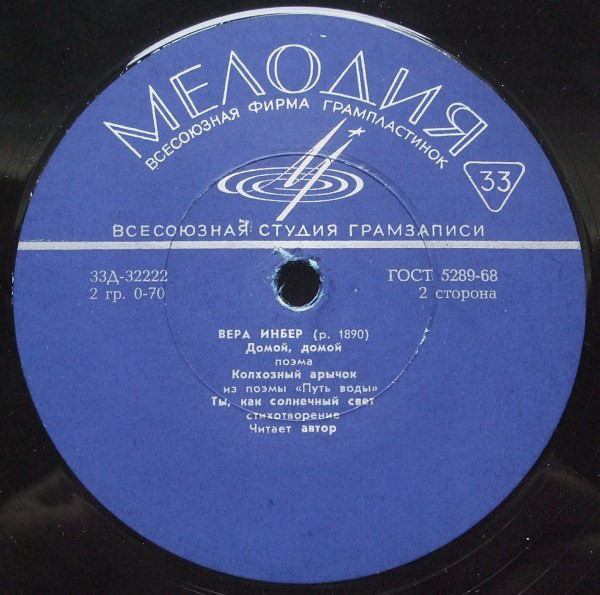 МЕЛОДИЯ
ВСЕСОЮЗНАЯ ФИРМА ГРАМПЛАСТИНОК
33
ВСЕСОЮЗНАЯ СТУДИЯ ГРАМЗАПИСИ
33Д-32222
2 гр. 0-70
ГОСТ 5289-68
2 сторона
ВЕРА ИНБЕР (р. 1890)
Домой, домой
поэма
Колхозный арычок
из поэмы «Путь воды»
Ты, как солнечный свет
стихотворение
Читает автор